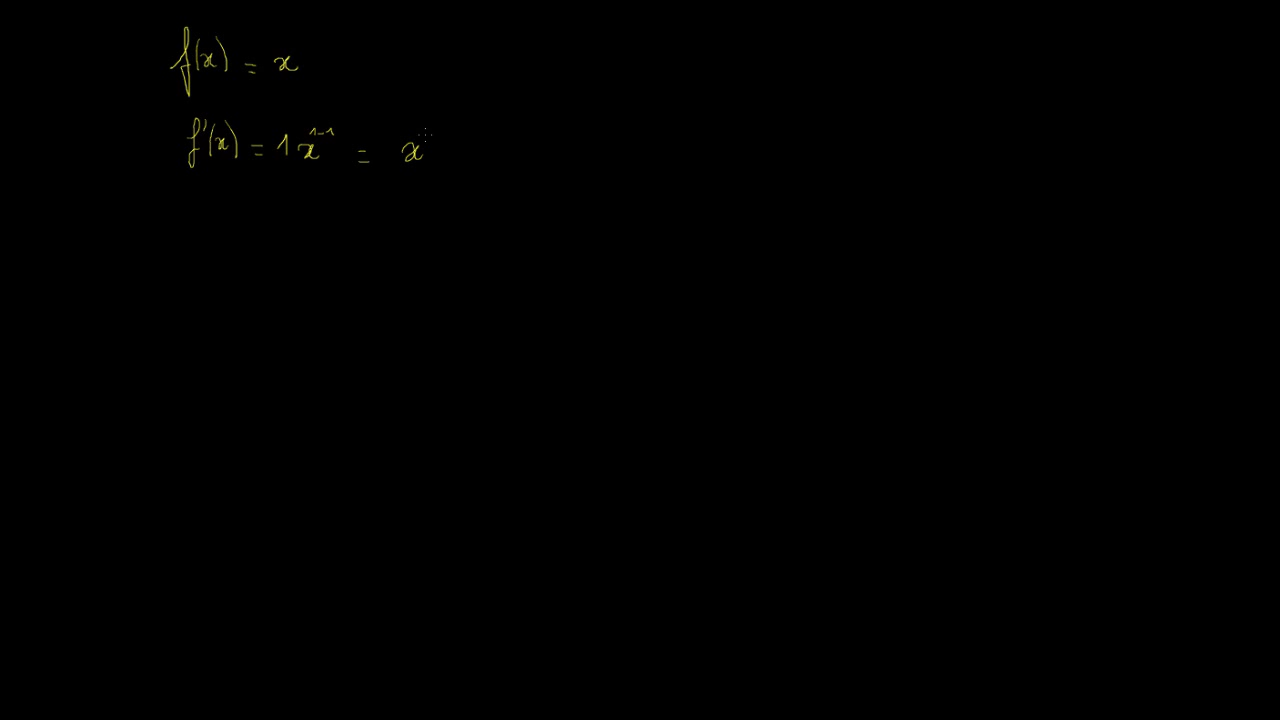 f(x) = x
f'(x) = 1x^{1-1} = x